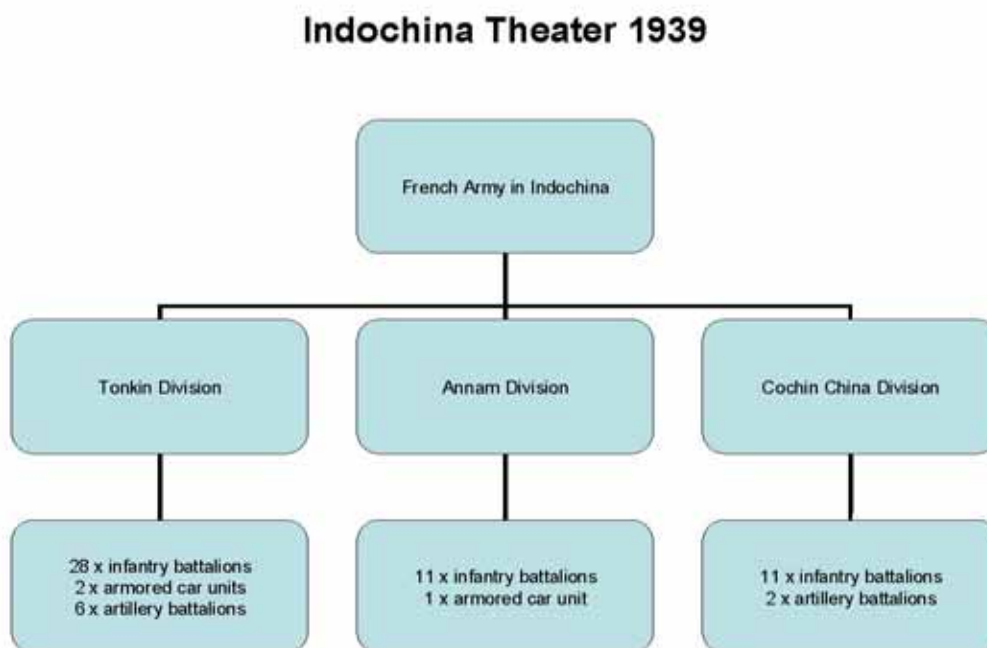 Indochina Theater 1939
French Army in Indochina
Tonkin Division
Annam Division
Cochin China Division
28 x infantry battalions
2 x armored car units
6 x artillery battalions
11 x infantry battalions
1 x armored car unit
11 x infantry battalions
2 x artillery battalions